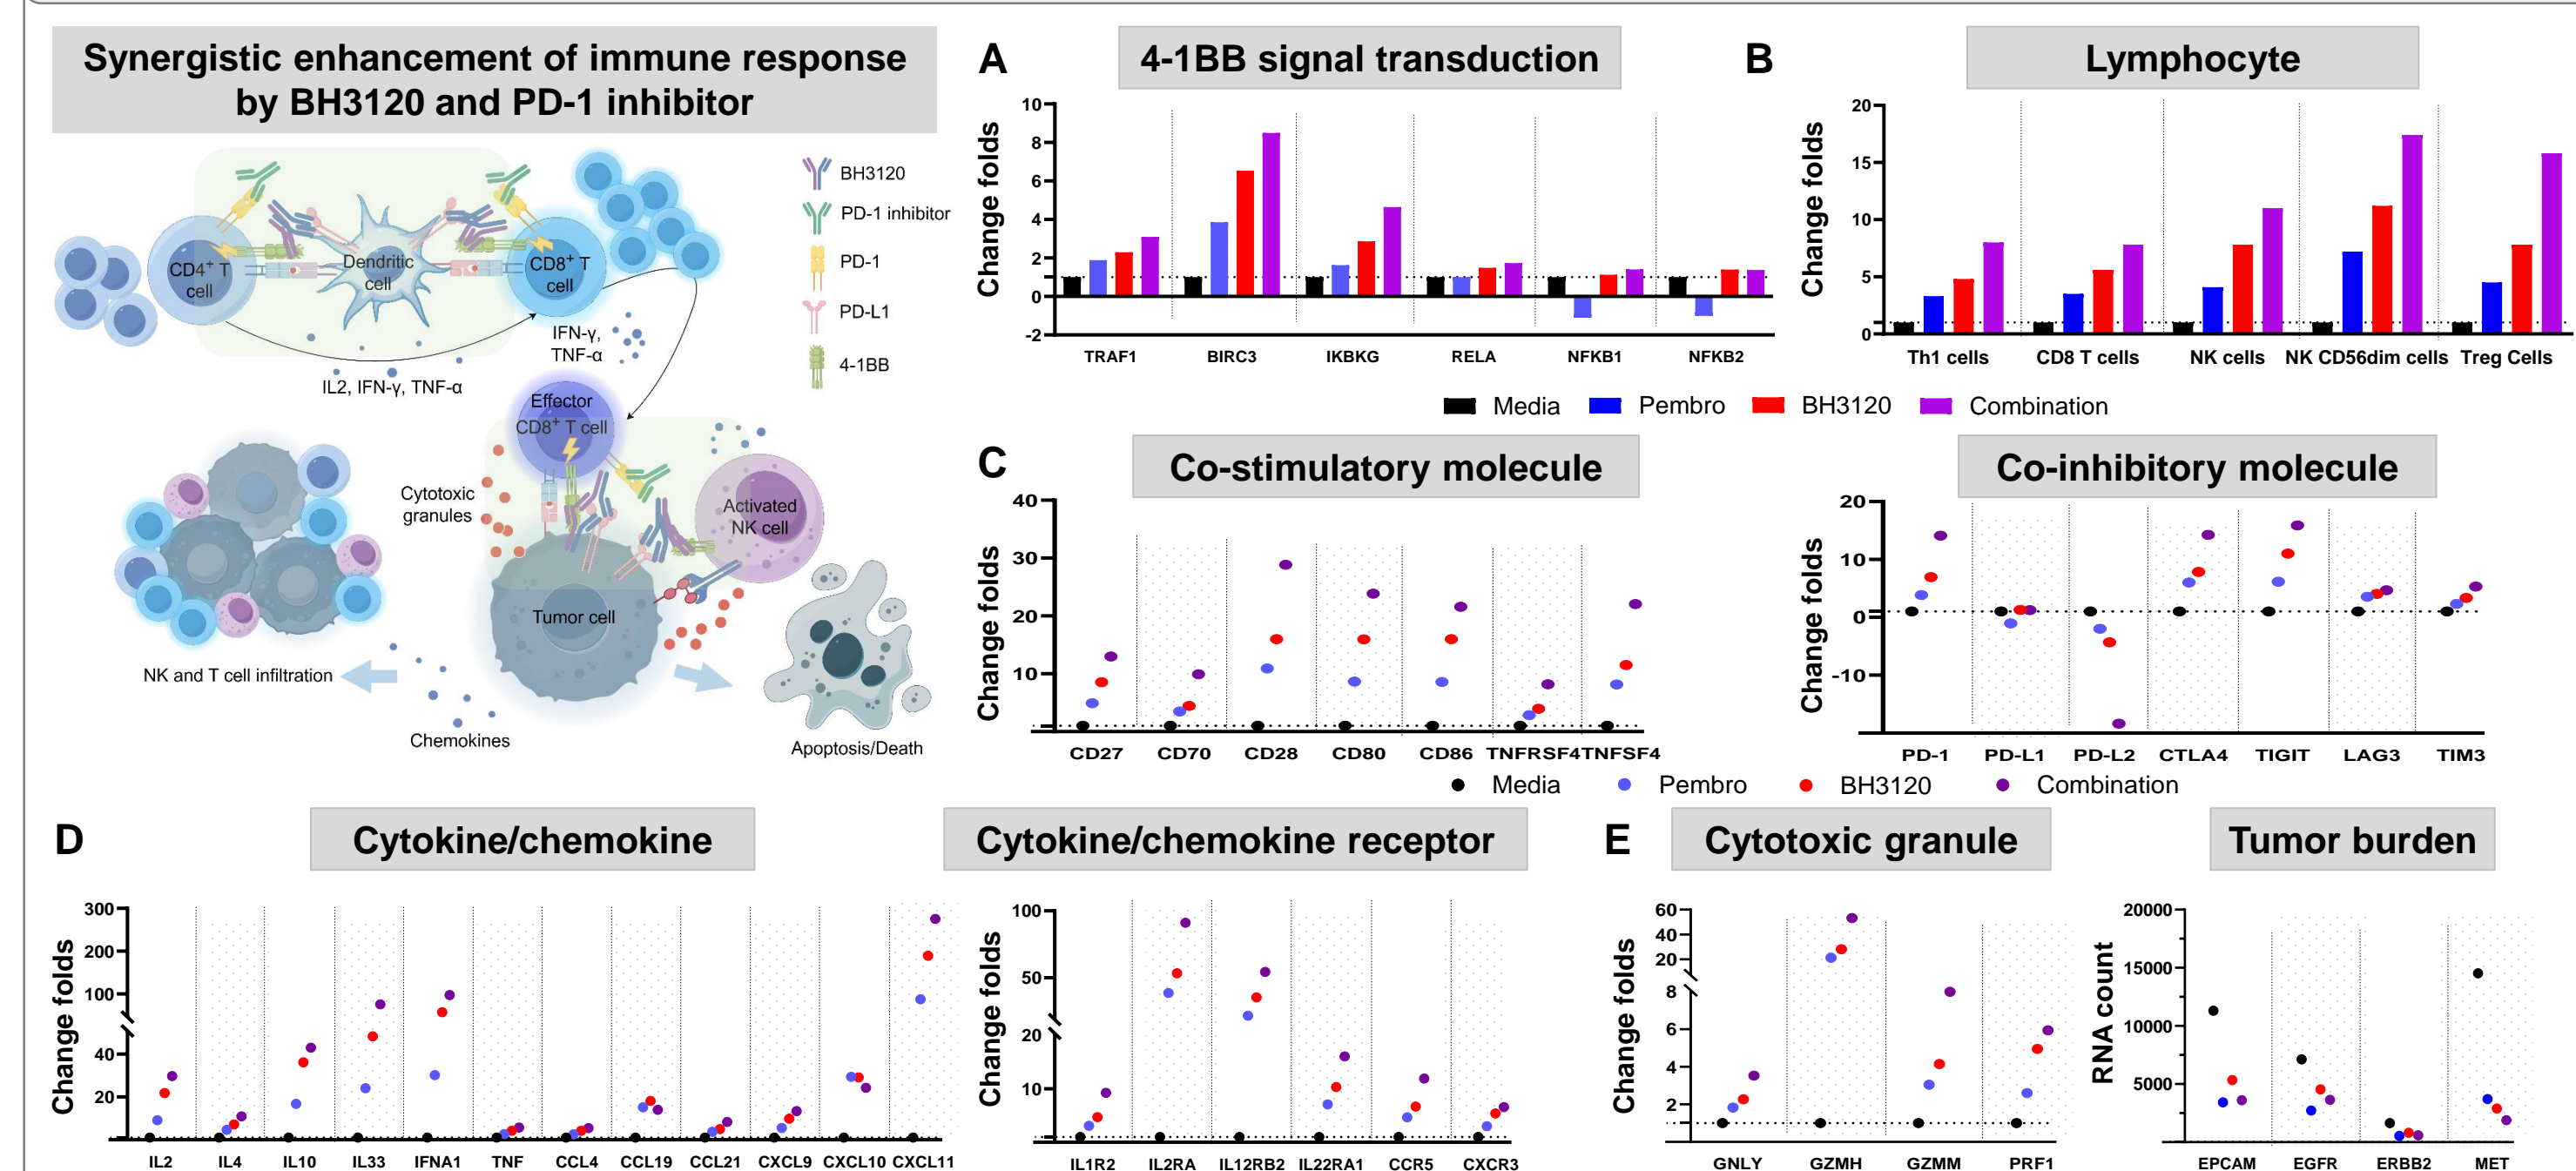 Synergistic enhancement of immune response
by BH3120 and PD-1 inhibitor
BH3120
PD-1 inhibitor
PD-1
PD-L1
4-1BB
CD4+ T
cell
Dendritic
cell
CD8+ T
cell
IFN-γ,
TNF-α
IL2, IFN-γ, TNF-α
Effector
CD8+ T cell
Cytotoxic
granules
Activated
NK cell
Tumor cell
NK and T cell infiltration
Chemokines
Apoptosis/Death
A
4-1BB signal transduction
Change folds
10
8
6
4
2
0
-2
TRAF1 BIRC3 IKBKG RELA NFKB1 NFKB2
B
Lymphocyte
Change folds
20
15
10
5
0
Th1 cells CD8 T cells NK cells NK CD56dim cells Treg Cells
Media Pembro BH3120 Combination
C
Co-stimulatory molecule
Change folds
40
30
20
10
CD27 CD70 CD28 CD80 CD86 TNFRSF4 TNFSF4
Co-inhibitory molecule
Change folds
20
10
0
-10
PD-1 PD-L1 PD-L2 CTLA4 TIGIT LAG3 TIM3
Media Pembro BH3120 Combination
D
Cytokine/chemokine
Change folds
300
200
100
40
20
IL2 IL4 IL10 IL33 IFNA1 TNF CCL4 CCL19 CCL21 CXCL9 CXCL10 CXCL11
Cytokine/chemokine receptor
Change folds
100
50
20
10
IL1R2 IL2RA IL12RB2 IL22RA1 CCR5 CXCR3
E
Cytotoxic granule
Change folds
60
40
20
8
6
4
2
GNLY GZMH GZMM PRF1
Tumor burden
RNA count
20000
15000
10000
5000
EPCAM EGFR ERBB2 MET